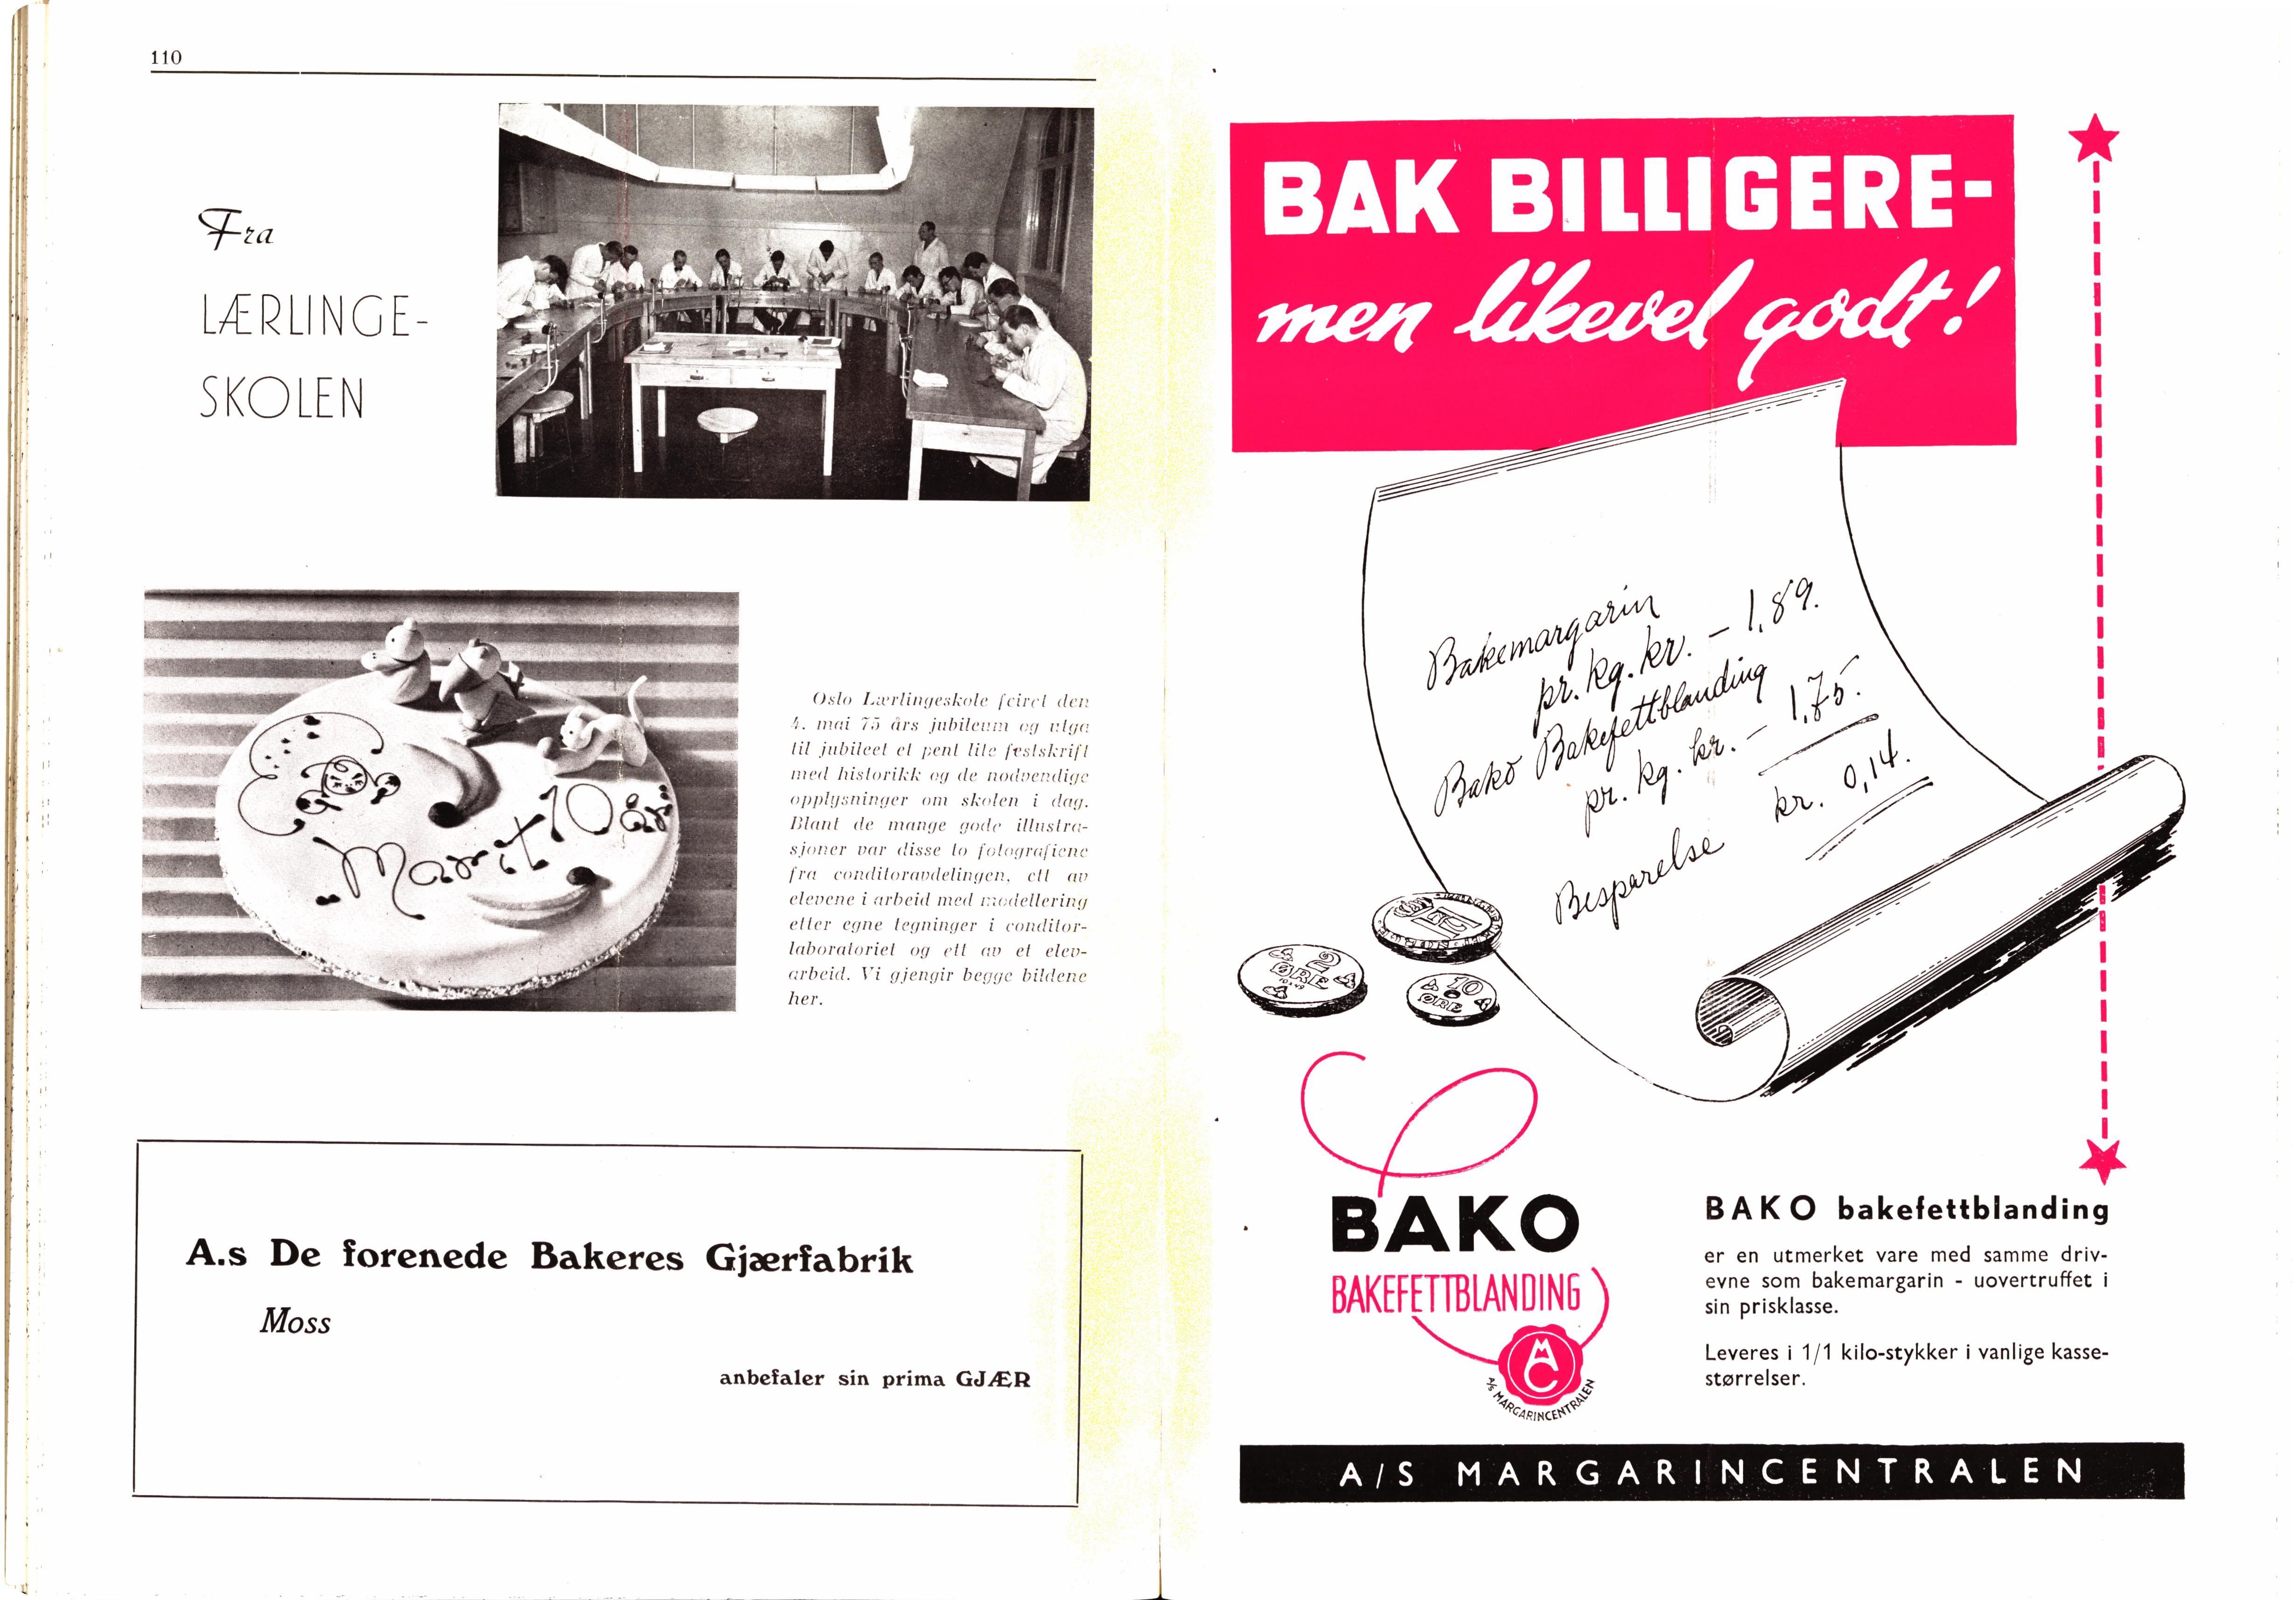 110
Fra
LÆRLINGE-
SKOLEN
Marit 10 år
Oslo Lærlingeskole feiret den
4. mai 75 års jubileum og utga
til jubileet et pent lite festskrift
med historikk og de nødvendige
opplysninger om skolen i dag.
Blant de mange gode illustra-
sjoner var disse to fotografiene
fra conditoravdelingen, ett av
elevene i arbeid med modellering
etter egne tegninger i conditor-
laboratoriet og ett av et elev-
arbeid. Vi gjengir begge bildene
her.
A.s De forenede Bakeres Gjærfabrik
Moss
anbefaler sin prima GJÆR
BAK BILLIGERE-
men likevel godt!
Bakemargarin
pr. kg. kr. – 1,89.
Bako Bakefettblanding
pr. kg. kr. – 1,75.
Besparelse kr. 0,14.
2
ØRE
10
ØRE
BAKO
BAKEFETTBLANDING
MC
A/S MARGARINCENTRALEN
BAKO bakefettblanding
er en utmerket vare med samme driv-
evne som bakemargarin - uovertruffet i
sin prisklasse.
Leveres i 1/1 kilo-stykker i vanlige kasse-
størrelser.
A/S MARGARINCENTRALEN